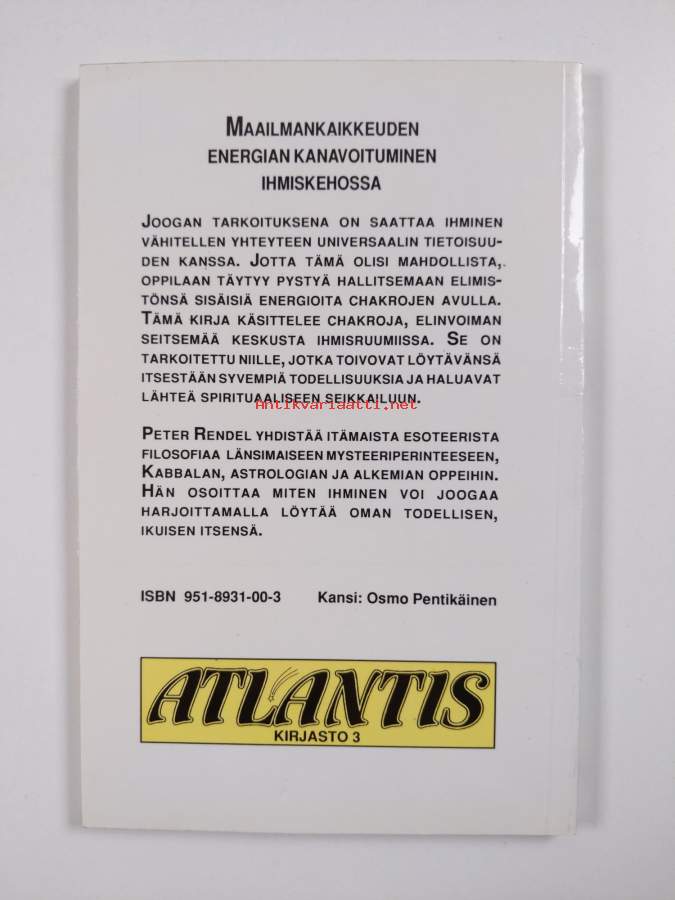 MAAILMANKAIKKEUDEN
ENERGIAN KANAVOITUMINEN
IHMISKEHOSSA
JOOGAN TARKOITUKSENA ON SAATTAA IHMINEN
VÄHITELLEN YHTEYTEEN UNIVERSAALIN TIETOISUU-
DEN KANSSA. JOTTA TÄMÄ OLISI MAHDOLLISTA,
OPPILAAN TÄYTYY PYSTYÄ HALLITSEMAAN ELIMIS-
TÖNSÄ SISÄISIÄ ENERGIOITA CHAKROJEN AVULLA.
TÄMÄ KIRJA KÄSITTELEE CHAKROJA, ELINVOIMAN
SEITSEMÄÄ KESKUSTA IHMISRUUMIISSA. SE ON
TARKOITETTU NIILLE, JOTKA TOIVOVAT LÖYTÄVÄNSÄ
ITSESTÄÄN SYVEMPIÄ TODELLISUUKSIA JA HALUAVAT
LÄHTEÄ SPIRITUAALISEEN SEIKKAILUUN.
Antikvariaatti.net
PETER RENDEL YHDISTÄÄ ITÄMAISTA ESOTEERISTA
FILOSOFIAA LÄNSIMAISEEN MYSTEERIPERINTEESEEN,
KABBALAN, ASTROLOGIAN JA ALKEMIAN OPPEIHIN.
HÄN OSOITTAA MITEN IHMINEN VOI JOOGAA
HARJOITTAMALLA LÖYTÄÄ OMAN TODELLISEN,
IKUISEN ITSENSÄ.
ISBN 951-8931-00-3 Kansi: Osmo Pentikäinen
ATLANTIS
KIRJASTO 3